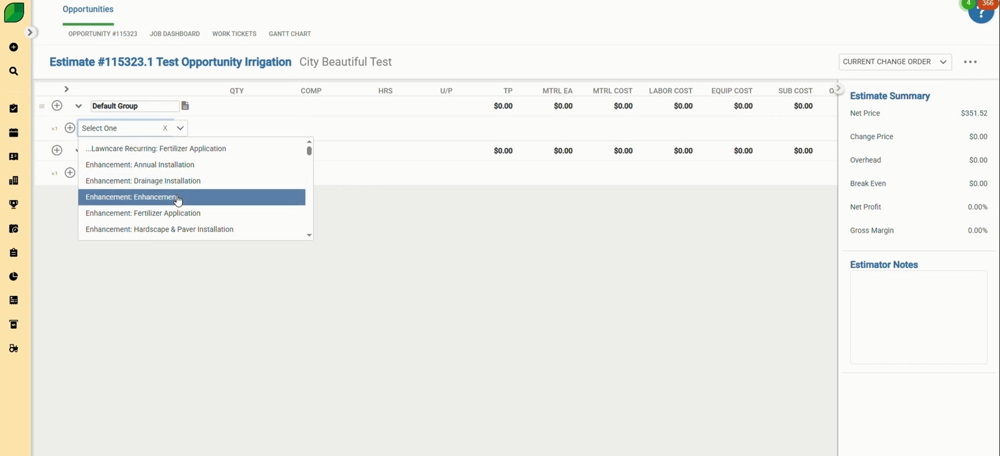 Opportunities
4 366
?
OPPORTUNITY #115323 JOB DASHBOARD WORK TICKETS GANTT CHART
Estimate #115323.1 Test Opportunity Irrigation City Beautiful Test
CURRENT CHANGE ORDER
QTY COMP HRS U/P TP MTRL EA MTRL COST LABOR COST EQUIP COST SUB COST O
Default Group $0.00 $0.00 $0.00 $0.00 $0.00 $0.00
v.1 Select One X
...Lawncare Recurring: Fertilizer Application
$0.00 $0.00 $0.00 $0.00 $0.00 $0.00
Enhancement: Annual Installation
v.1
Enhancement: Drainage Installation
Enhancement: Enhancement
Enhancement: Fertilizer Application
Enhancement: Hardscape & Paver Installation
Estimate Summary
Net Price $351.52
Change Price $0.00
Overhead $0.00
Break Even $0.00
Net Profit 0.00%
Gross Margin 0.00%
Estimator Notes